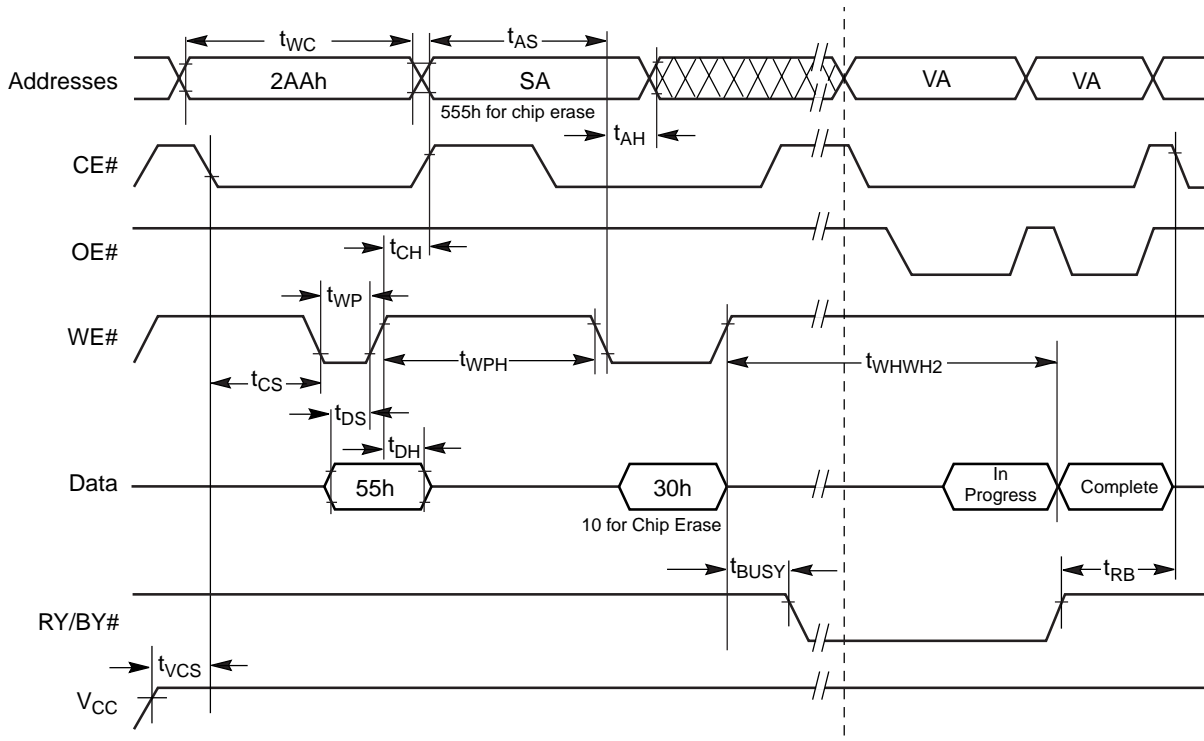 tWC
tAS
Addresses
2AAh
SA
VA
VA
555h for chip erase
tAH
CE#
OE#
tCH
tWP
WE#
tWPH
tWHWH2
tCS
tDS
tDH
Data
55h
30h
In
Progress
Complete
10 for Chip Erase
tBUSY
tRB
RY/BY#
tVCS
VCC